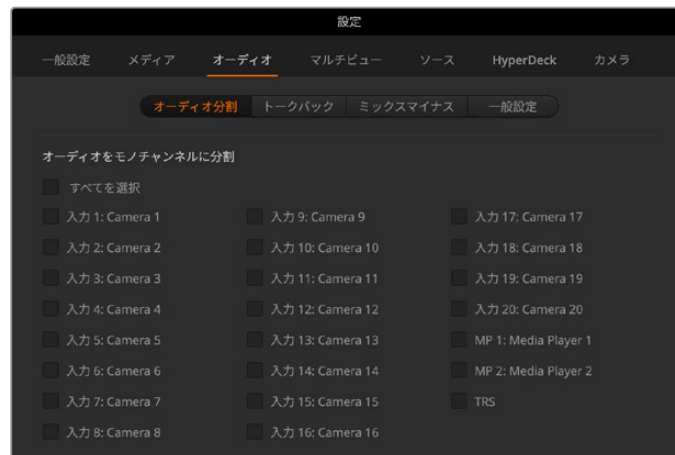 設定
一般設定 メディア オーディオ マルチビュー ソース HyperDeck カメラ
オーディオ分割 トークバック ミックスマイナス 一般設定
オーディオをモノチャンネルに分割
すべてを選択
入力 1: Camera 1 入力 9: Camera 9 入力 17: Camera 17
入力 2: Camera 2 入力 10: Camera 10 入力 18: Camera 18
入力 3: Camera 3 入力 11: Camera 11 入力 19: Camera 19
入力 4: Camera 4 入力 12: Camera 12 入力 20: Camera 20
入力 5: Camera 5 入力 13: Camera 13 MP 1: Media Player 1
入力 6: Camera 6 入力 14: Camera 14 MP 2: Media Player 2
入力 7: Camera 7 入力 15: Camera 15 TRS
入力 8: Camera 8 入力 16: Camera 16